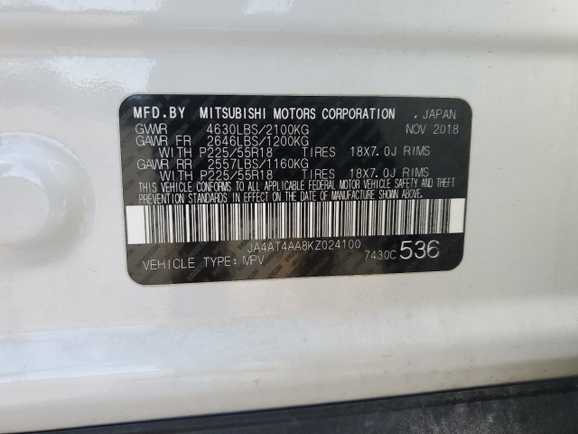 MFD.BY MITSUBISHI MOTORS CORPORATION , JAPAN
GVWR 4630LBS/2100KG NOV 2018
GAWR FR 2646LBS/1200KG
WITH P225/55R18 TIRES 18X7.0J RIMS
GAWR RR 2557LBS/1160KG
WITH P225/55R18 TIRES 18X7.0J RIMS
THIS VEHICLE CONFORMS TO ALL APPLICABLE FEDERAL MOTOR VEHICLE SAFETY AND THEFT
PREVENTION STANDARDS IN EFFECT ON THE DATE OF MANUFACTURE SHOWN ABOVE.
JA4AT4AA8KZ024100
VEHICLE TYPE: MPV 7430C 536